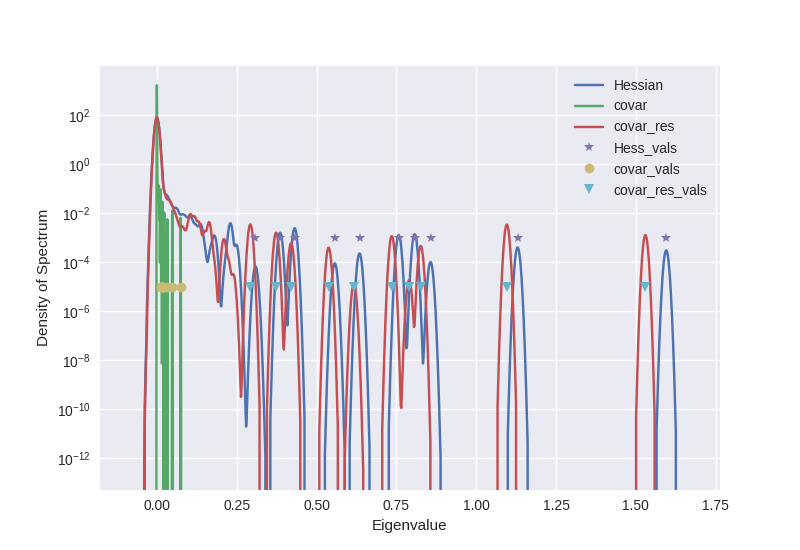 Hessian
covar
covar_res
Hess_vals
covar_vals
covar_res_vals
10^2
10^0
10^−2
10^−4
10^−6
10^−8
10^−10
10^−12
Density of Spectrum
0.00 0.25 0.50 0.75 1.00 1.25 1.50 1.75
Eigenvalue